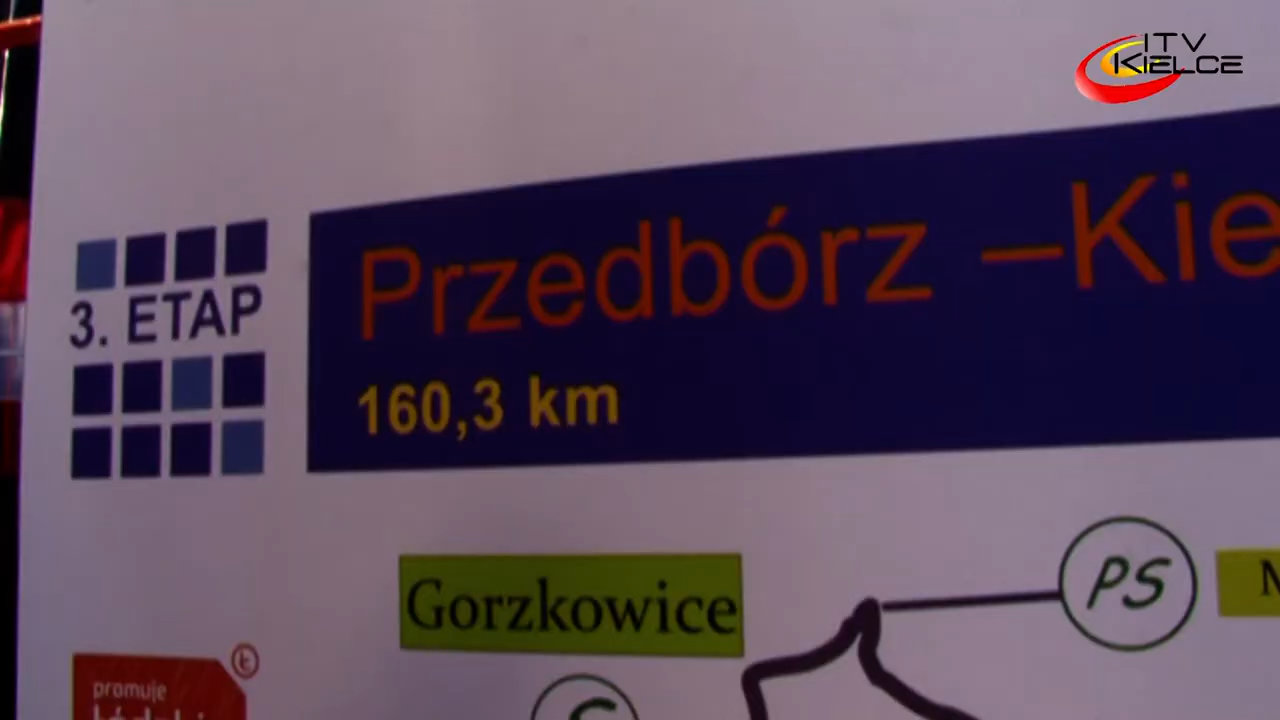 ITV
KIELCE
3. ETAP
Przedbórz –Kie
160,3 km
Gorzkowice
PS
promuje